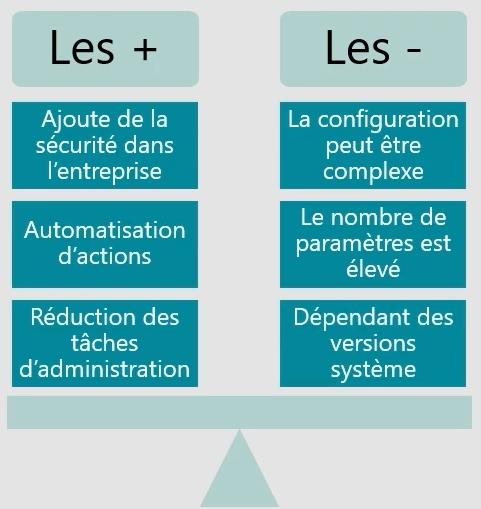 Les +
Ajoute de la
sécurité dans
l'entreprise
Automatisation
d'actions
Réduction des
tâches
d'administration
Les -
La configuration
peut être
complexe
Le nombre de
paramètres est
élevé
Dépendant des
versions
système